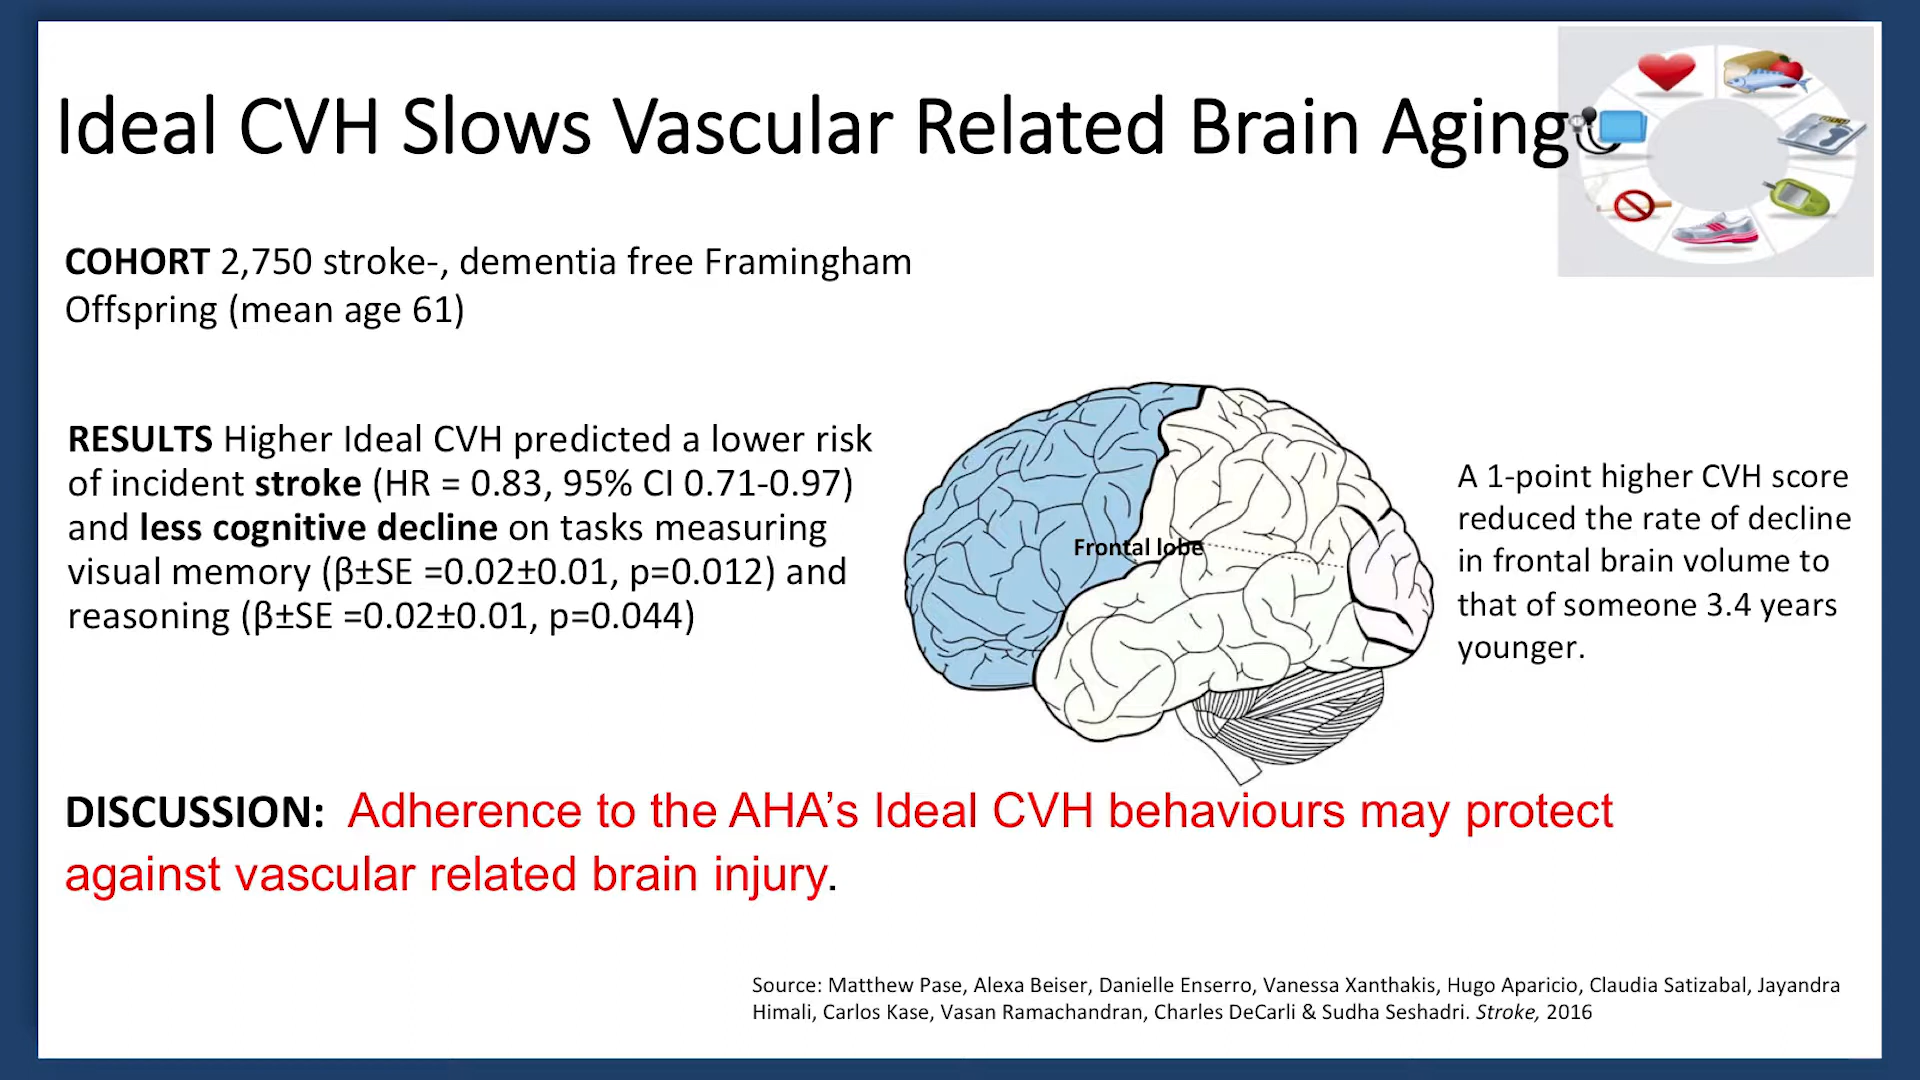 Ideal CVH Slows Vascular Related Brain Aging
COHORT 2,750 stroke-, dementia free Framingham
Offspring (mean age 61)
RESULTS Higher Ideal CVH predicted a lower risk
of incident stroke (HR = 0.83, 95% CI 0.71-0.97)
and less cognitive decline on tasks measuring
visual memory (β±SE =0.02±0.01, p=0.012) and
reasoning (β±SE =0.02±0.01, p=0.044)
Frontal lobe
A 1-point higher CVH score
reduced the rate of decline
in frontal brain volume to
that of someone 3.4 years
younger.
DISCUSSION: Adherence to the AHA’s Ideal CVH behaviours may protect
against vascular related brain injury.
Source: Matthew Pase, Alexa Beiser, Danielle Enserro, Vanessa Xanthakis, Hugo Aparicio, Claudia Satizabal, Jayandra
Himali, Carlos Kase, Vasan Ramachandran, Charles DeCarli & Sudha Seshadri. Stroke, 2016